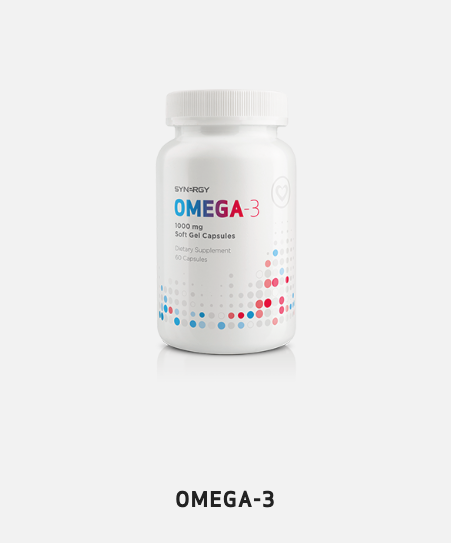 SYNERGY
OMEGA-3
1000 mg
Soft Gel Capsules
Dietary Supplement
60 Capsules
OMEGA-3